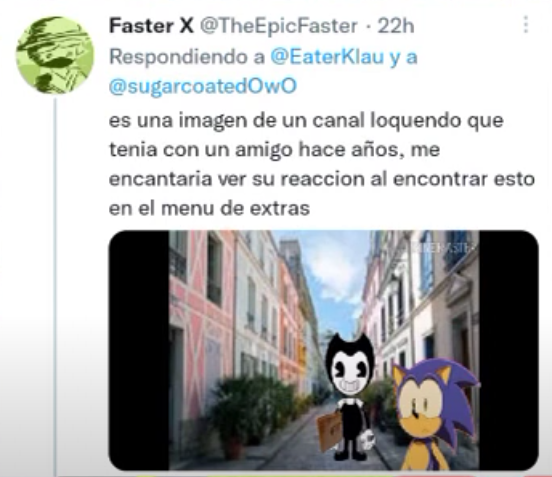 Faster X @TheEpicFaster · 22h
Respondiendo a @EaterKlau y a
@sugarcoatedOwO
es una imagen de un canal loquendo que
tenia con un amigo hace años, me
encantaria ver su reaccion al encontrar esto
en el menu de extras